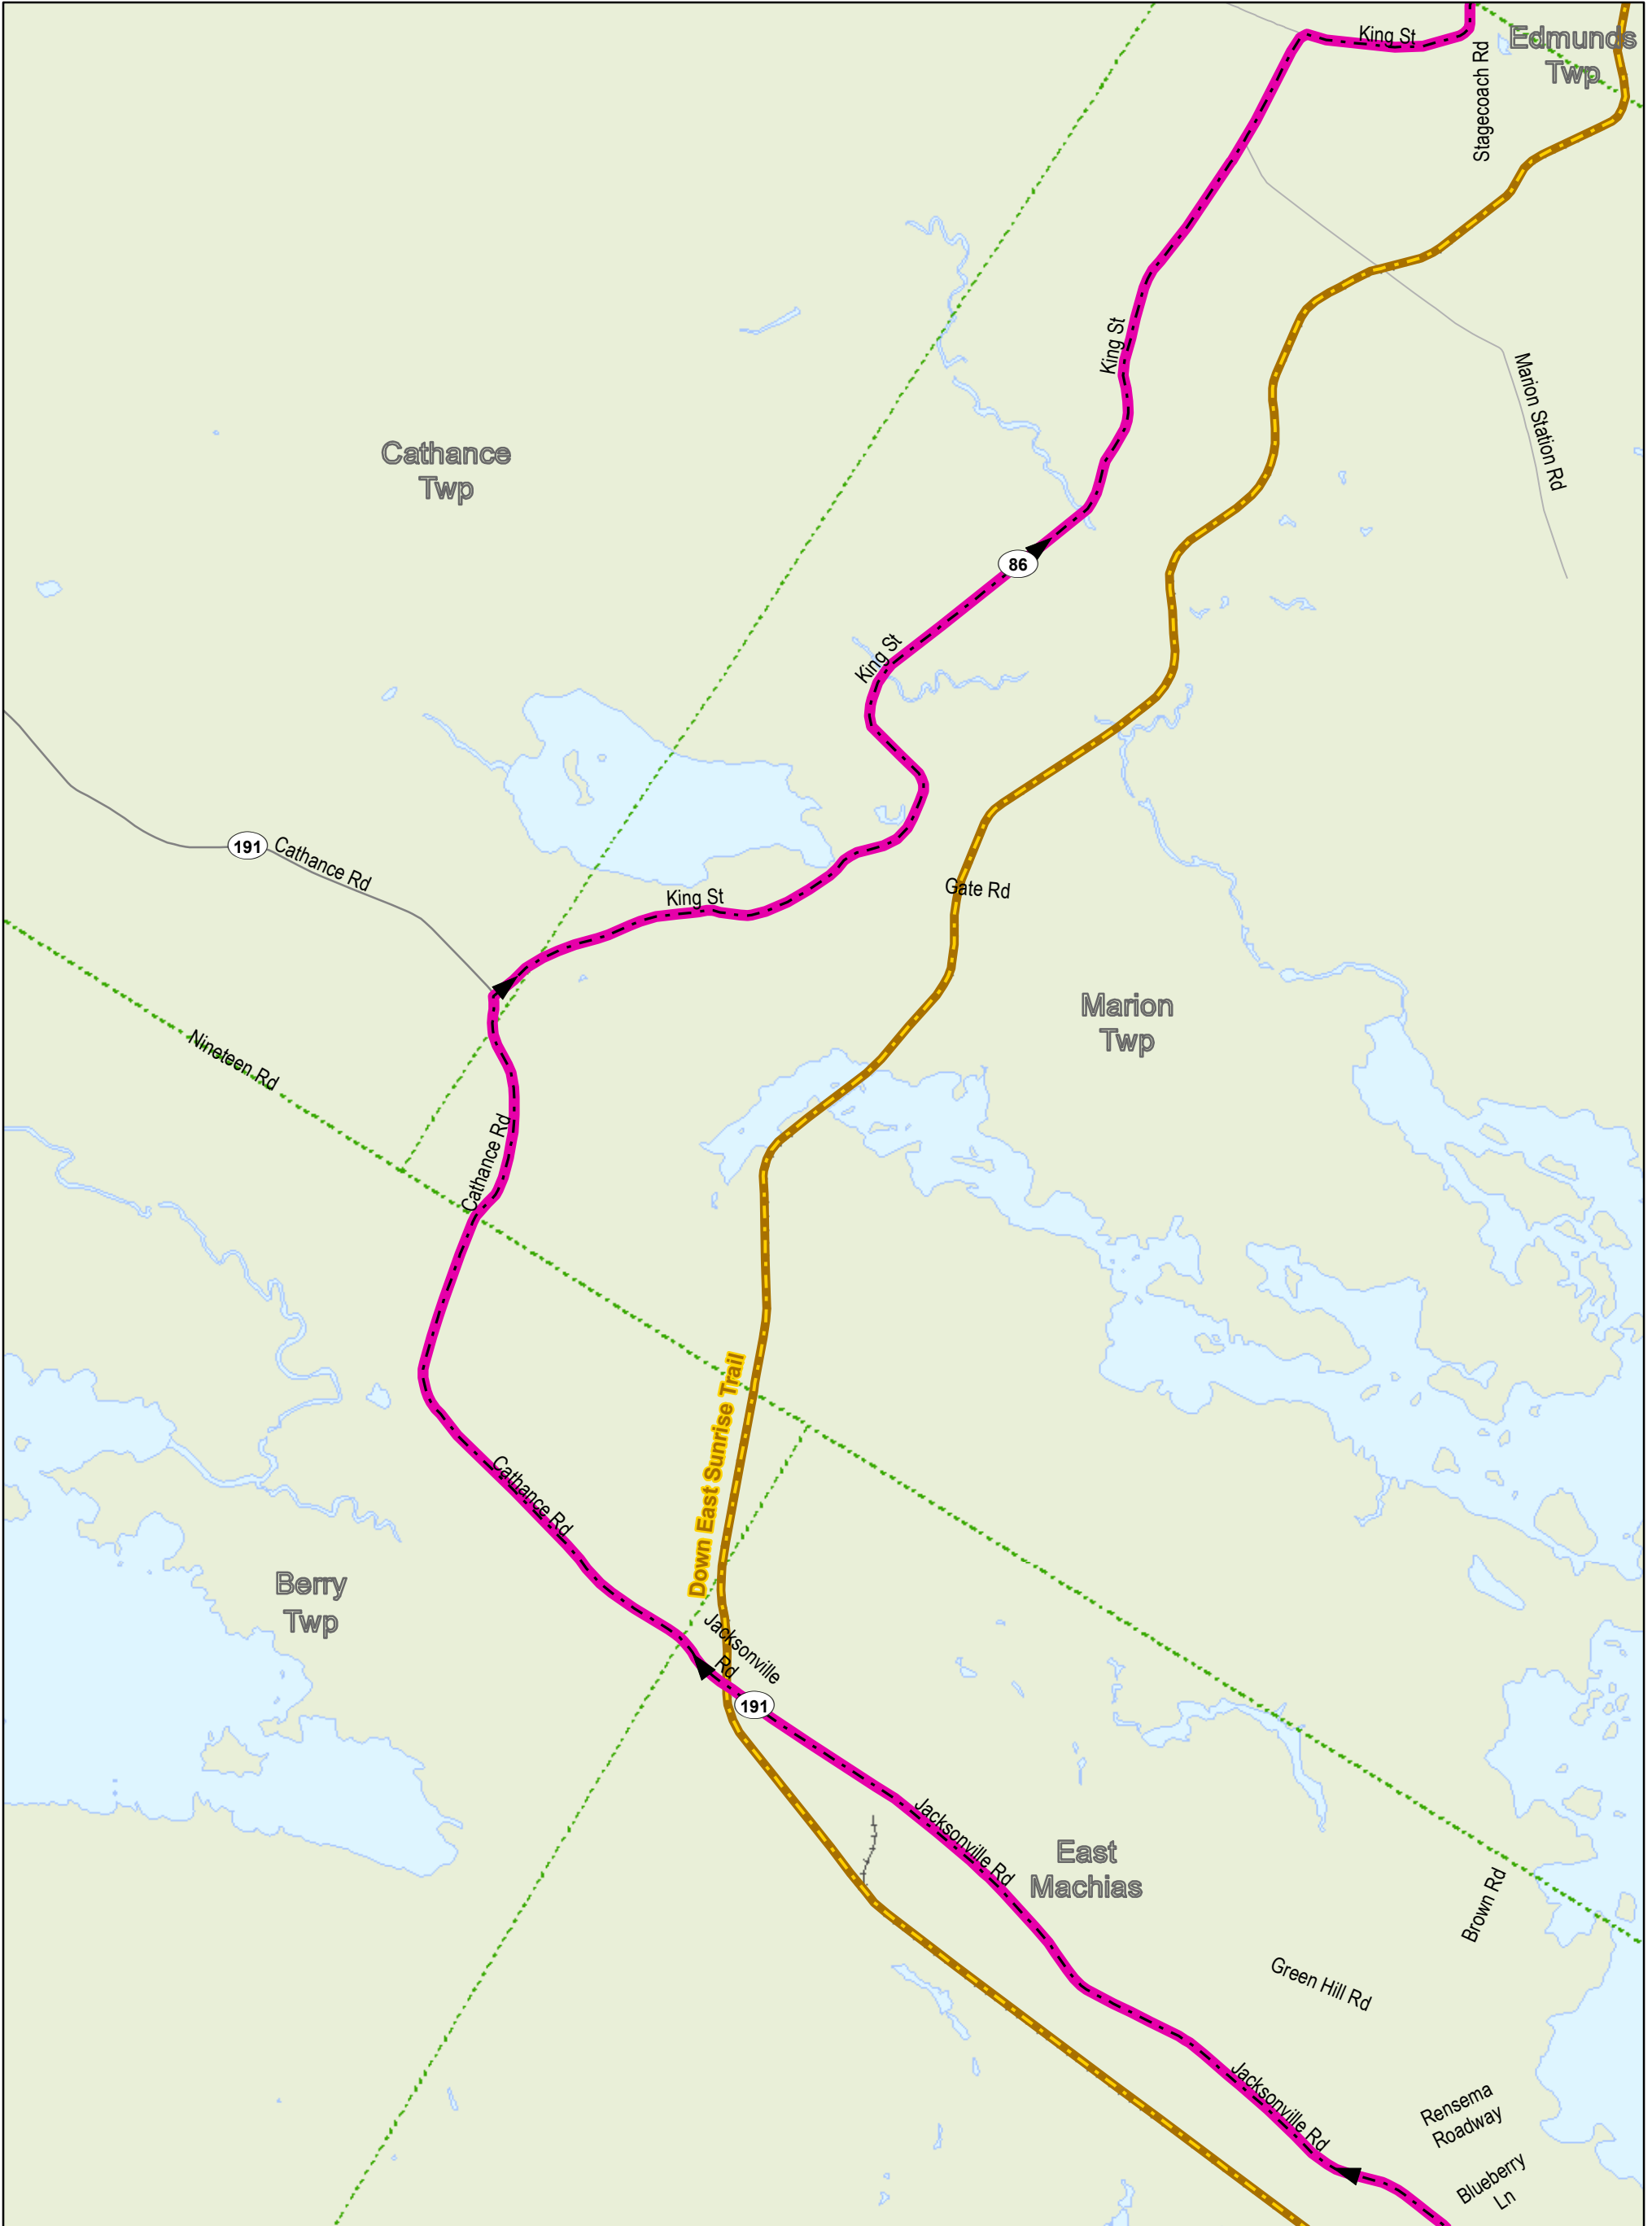 King St
Edmunds
Twp
Stagecoach Rd
King St
Marion Station Rd
Cathance
Twp
86
King St
191
Cathance Rd
King St
Gate Rd
Marion
Twp
Nineteen Rd
Cathance Rd
Down East Sunrise Trail
Cathance Rd
Berry
Twp
Jacksonville
Rd
191
Jacksonville Rd
East
Machias
Brown Rd
Green Hill Rd
Jacksonville Rd
Rensema
Roadway
Blueberry
Ln